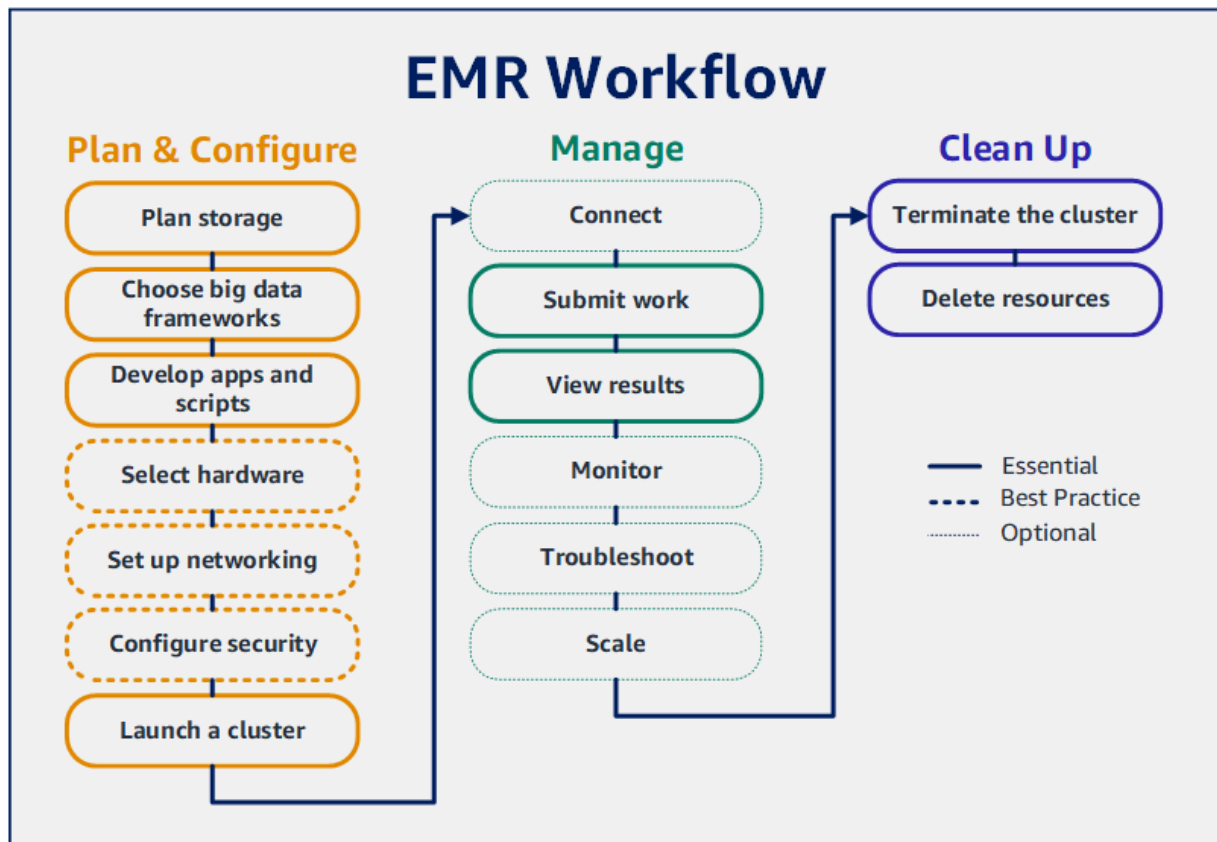 EMR Workflow
Plan & Configure
Plan storage
Choose big data
frameworks
Develop apps and
scripts
Select hardware
Set up networking
Configure security
Launch a cluster
Manage
Connect
Submit work
View results
Monitor
Troubleshoot
Scale
Clean Up
Terminate the cluster
Delete resources
Essential
Best Practice
Optional